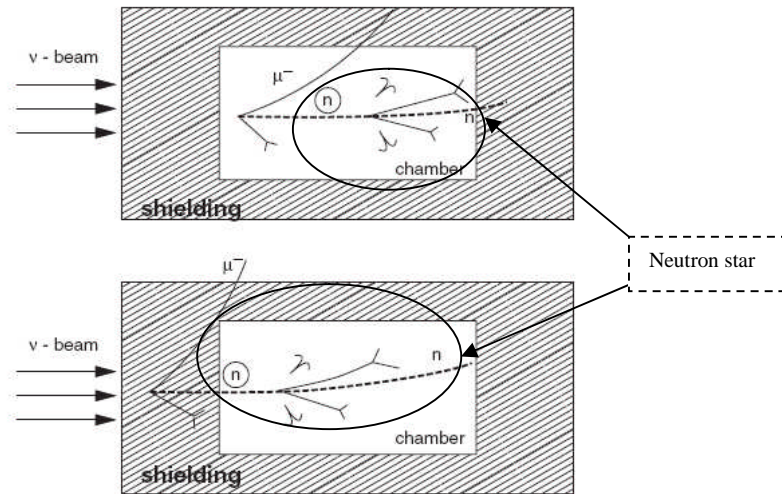 ν - beam
μ⁻
n
n
chamber
shielding
Neutron star
μ⁻
ν - beam
n
n
chamber
shielding